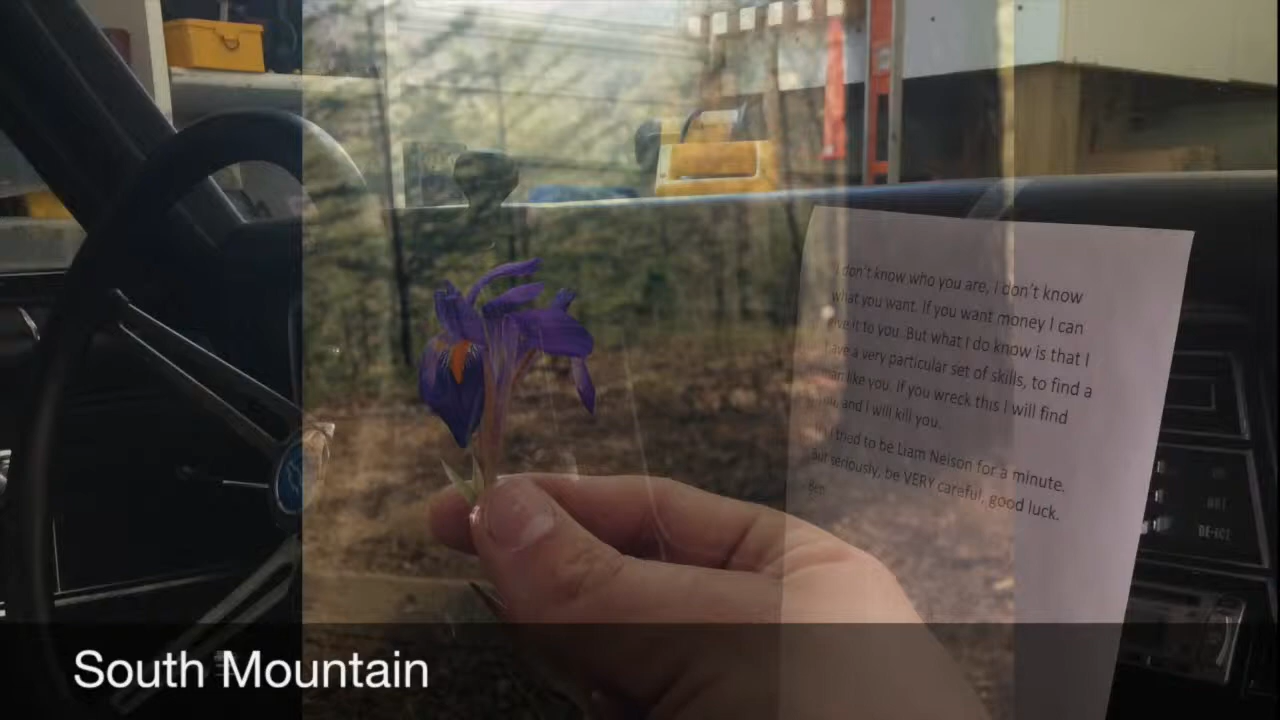 I don't know who you are, I don't know
what you want. If you want money I can
give it to you. But what I do know is that I
have a very particular set of skills, to find a
man like you. If you wreck this I will find
you, and I will kill you.
I tried to be Liam Neison for a minute.
But seriously, be VERY careful, good luck.
Ben
DE-ICE
South Mountain